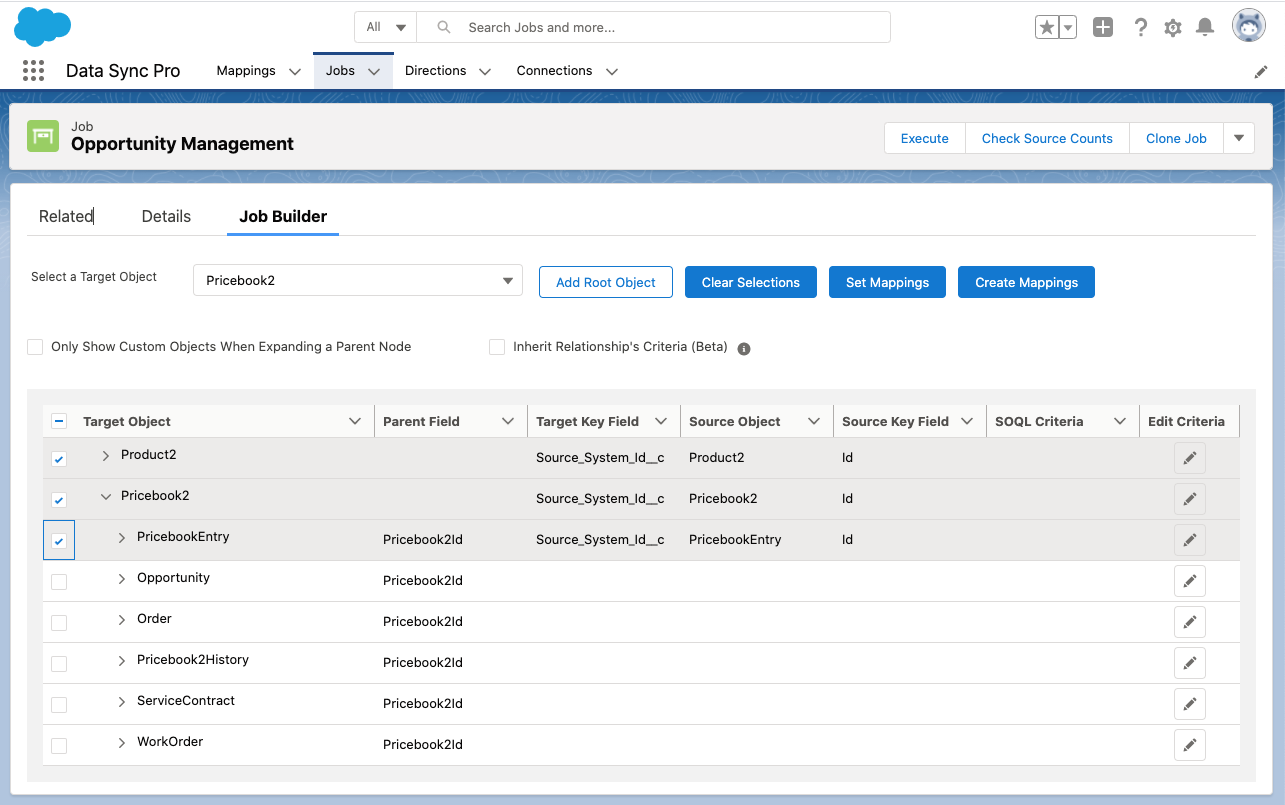 All
Search Jobs and more...
Data Sync Pro
Mappings
Jobs
Directions
Connections
Job
Opportunity Management
Execute
Check Source Counts
Clone Job
Related
Details
Job Builder
Select a Target Object
Pricebook2
Add Root Object
Clear Selections
Set Mappings
Create Mappings
Only Show Custom Objects When Expanding a Parent Node
Inherit Relationship's Criteria (Beta)
Target Object Parent Field Target Key Field Source Object Source Key Field SOQL Criteria Edit Criteria
Product2 Source_System_Id__c Product2 Id
Pricebook2 Source_System_Id__c Pricebook2 Id
PricebookEntry Pricebook2Id Source_System_Id__c PricebookEntry Id
Opportunity Pricebook2Id
Order Pricebook2Id
Pricebook2History Pricebook2Id
ServiceContract Pricebook2Id
WorkOrder Pricebook2Id